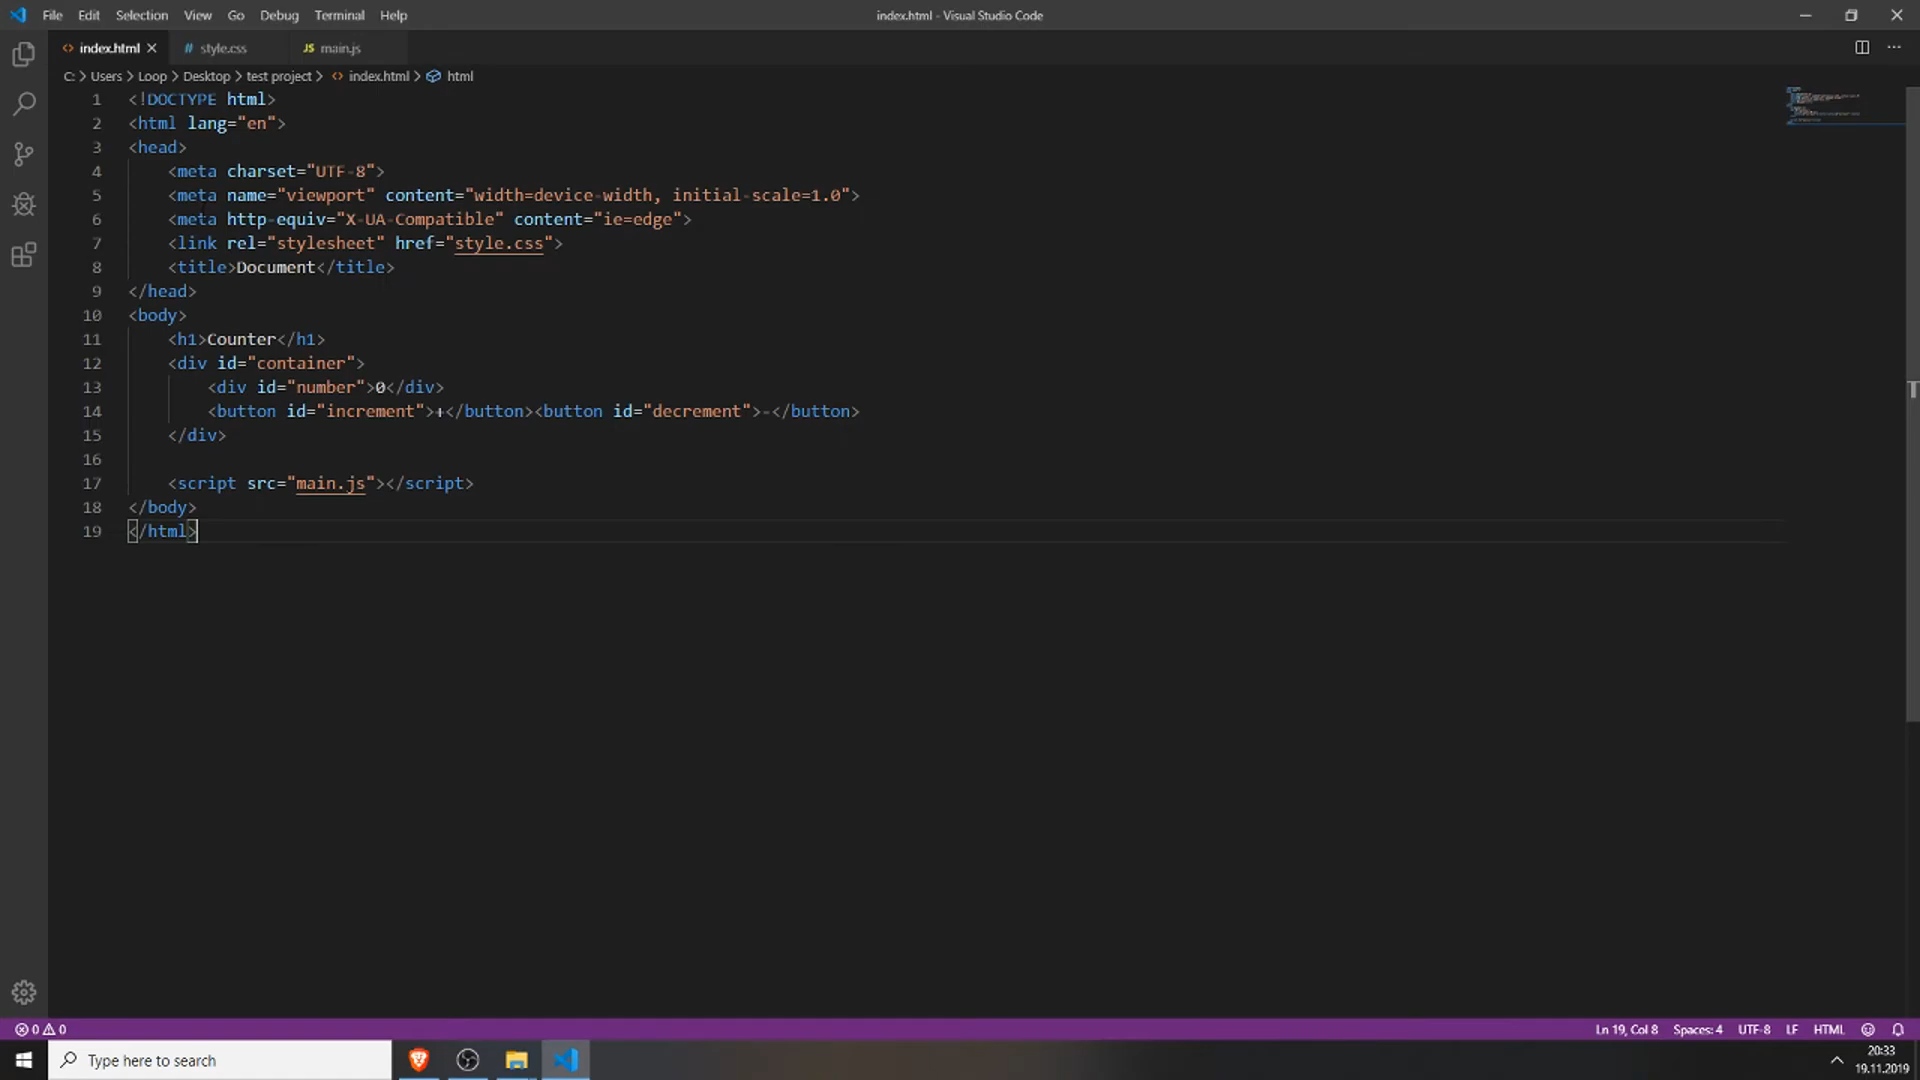 File Edit Selection View Go Debug Terminal Help
index.html - Visual Studio Code
index.html style.css JS main.js
C: > Users > Loop > Desktop > test project > index.html > html
1 <!DOCTYPE html>
2 <html lang="en">
3 <head>
4 <meta charset="UTF-8">
5 <meta name="viewport" content="width=device-width, initial-scale=1.0">
6 <meta http-equiv="X-UA-Compatible" content="ie=edge">
7 <link rel="stylesheet" href="style.css">
8 <title>Document</title>
9 </head>
10 <body>
11 <h1>Counter</h1>
12 <div id="container">
13 <div id="number">0</div>
14 <button id="increment">+</button><button id="decrement">-</button>
15 </div>
16
17 <script src="main.js"></script>
18 </body>
19 </html>
0 0
Ln 19, Col 8 Spaces: 4 UTF-8 LF HTML
Type here to search
20:33
19.11.2019